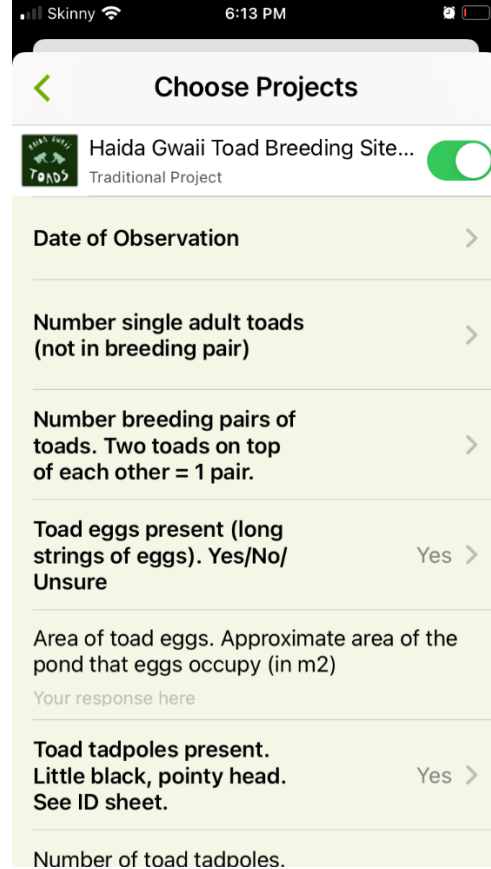 Skinny 6:13 PM
Choose Projects
HAIDA GWAII
TOADS
Haida Gwaii Toad Breeding Site...
Traditional Project
Date of Observation
Number single adult toads
(not in breeding pair)
Number breeding pairs of
toads. Two toads on top
of each other = 1 pair.
Toad eggs present (long
strings of eggs). Yes/No/
Unsure
Yes
Area of toad eggs. Approximate area of the
pond that eggs occupy (in m2)
Your response here
Toad tadpoles present.
Little black, pointy head.
See ID sheet.
Yes
Number of toad tadpoles.